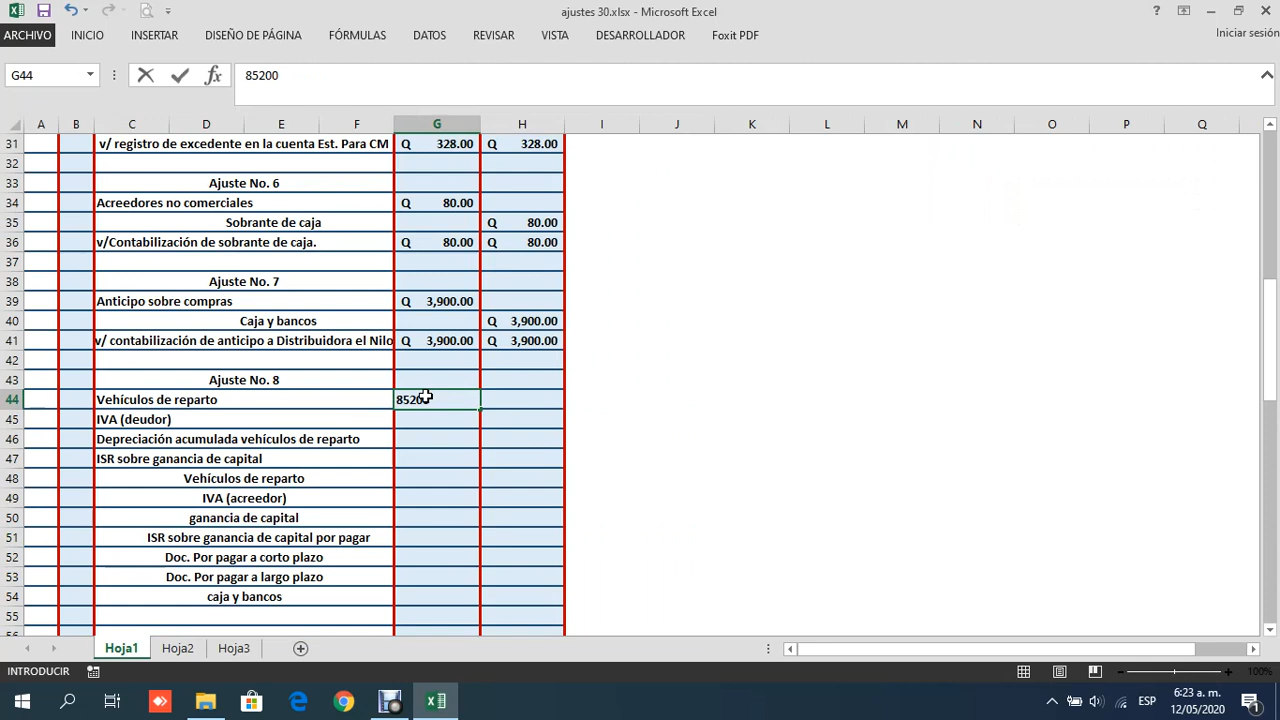 ajustes 30.xlsx - Microsoft Excel
?
ARCHIVO INICIO INSERTAR DISEÑO DE PÁGINA FÓRMULAS DATOS REVISAR VISTA DESARROLLADOR Foxit PDF Iniciar sesión
G44 fx 85200
A B C D E F G H I J K L M N O P Q
31 v/ registro de excedente en la cuenta Est. Para CM Q 328.00 Q 328.00
32
33 Ajuste No. 6
34 Acreedores no comerciales Q 80.00
35 Sobrante de caja Q 80.00
36 v/Contabilización de sobrante de caja. Q 80.00 Q 80.00
37
38 Ajuste No. 7
39 Anticipo sobre compras Q 3,900.00
40 Caja y bancos Q 3,900.00
41 v/ contabilización de anticipo a Distribuidora el Nilo Q 3,900.00 Q 3,900.00
42
43 Ajuste No. 8
44 Vehículos de reparto 85200
45 IVA (deudor)
46 Depreciación acumulada vehículos de reparto
47 ISR sobre ganancia de capital
48 Vehículos de reparto
49 IVA (acreedor)
50 ganancia de capital
51 ISR sobre ganancia de capital por pagar
52 Doc. Por pagar a corto plazo
53 Doc. Por pagar a largo plazo
54 caja y bancos
55
Hoja1 Hoja2 Hoja3
INTRODUCIR 100%
ESP 6:23 a. m.
12/05/2020 1